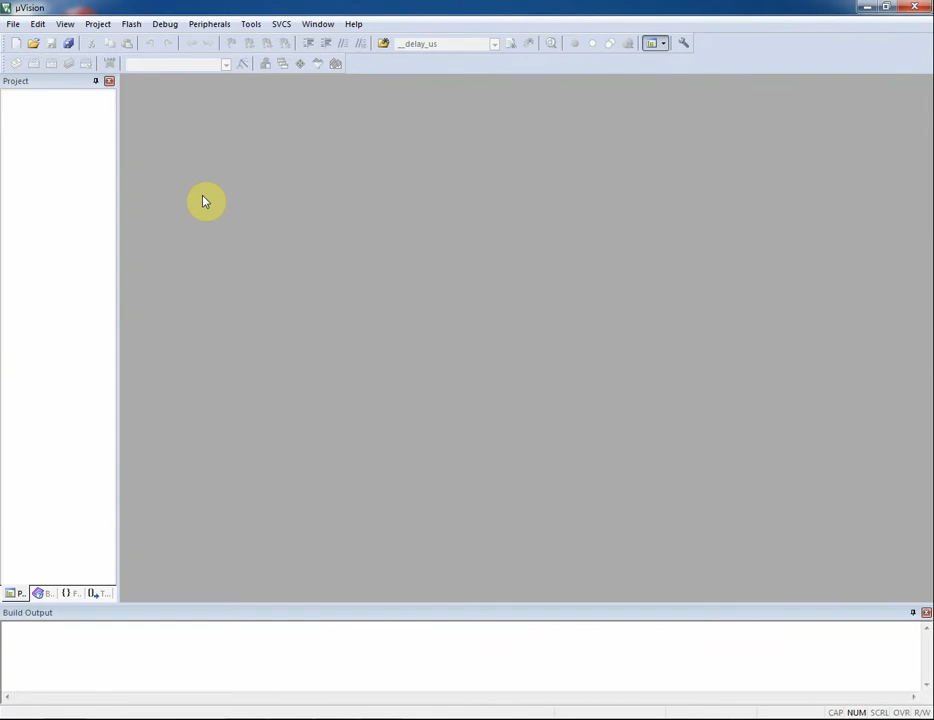 µVision
File Edit View Project Flash Debug Peripherals Tools SVCS Window Help
__delay_us
Project
P... B... {} F... T...
Build Output
CAP NUM SCRL OVR R/W